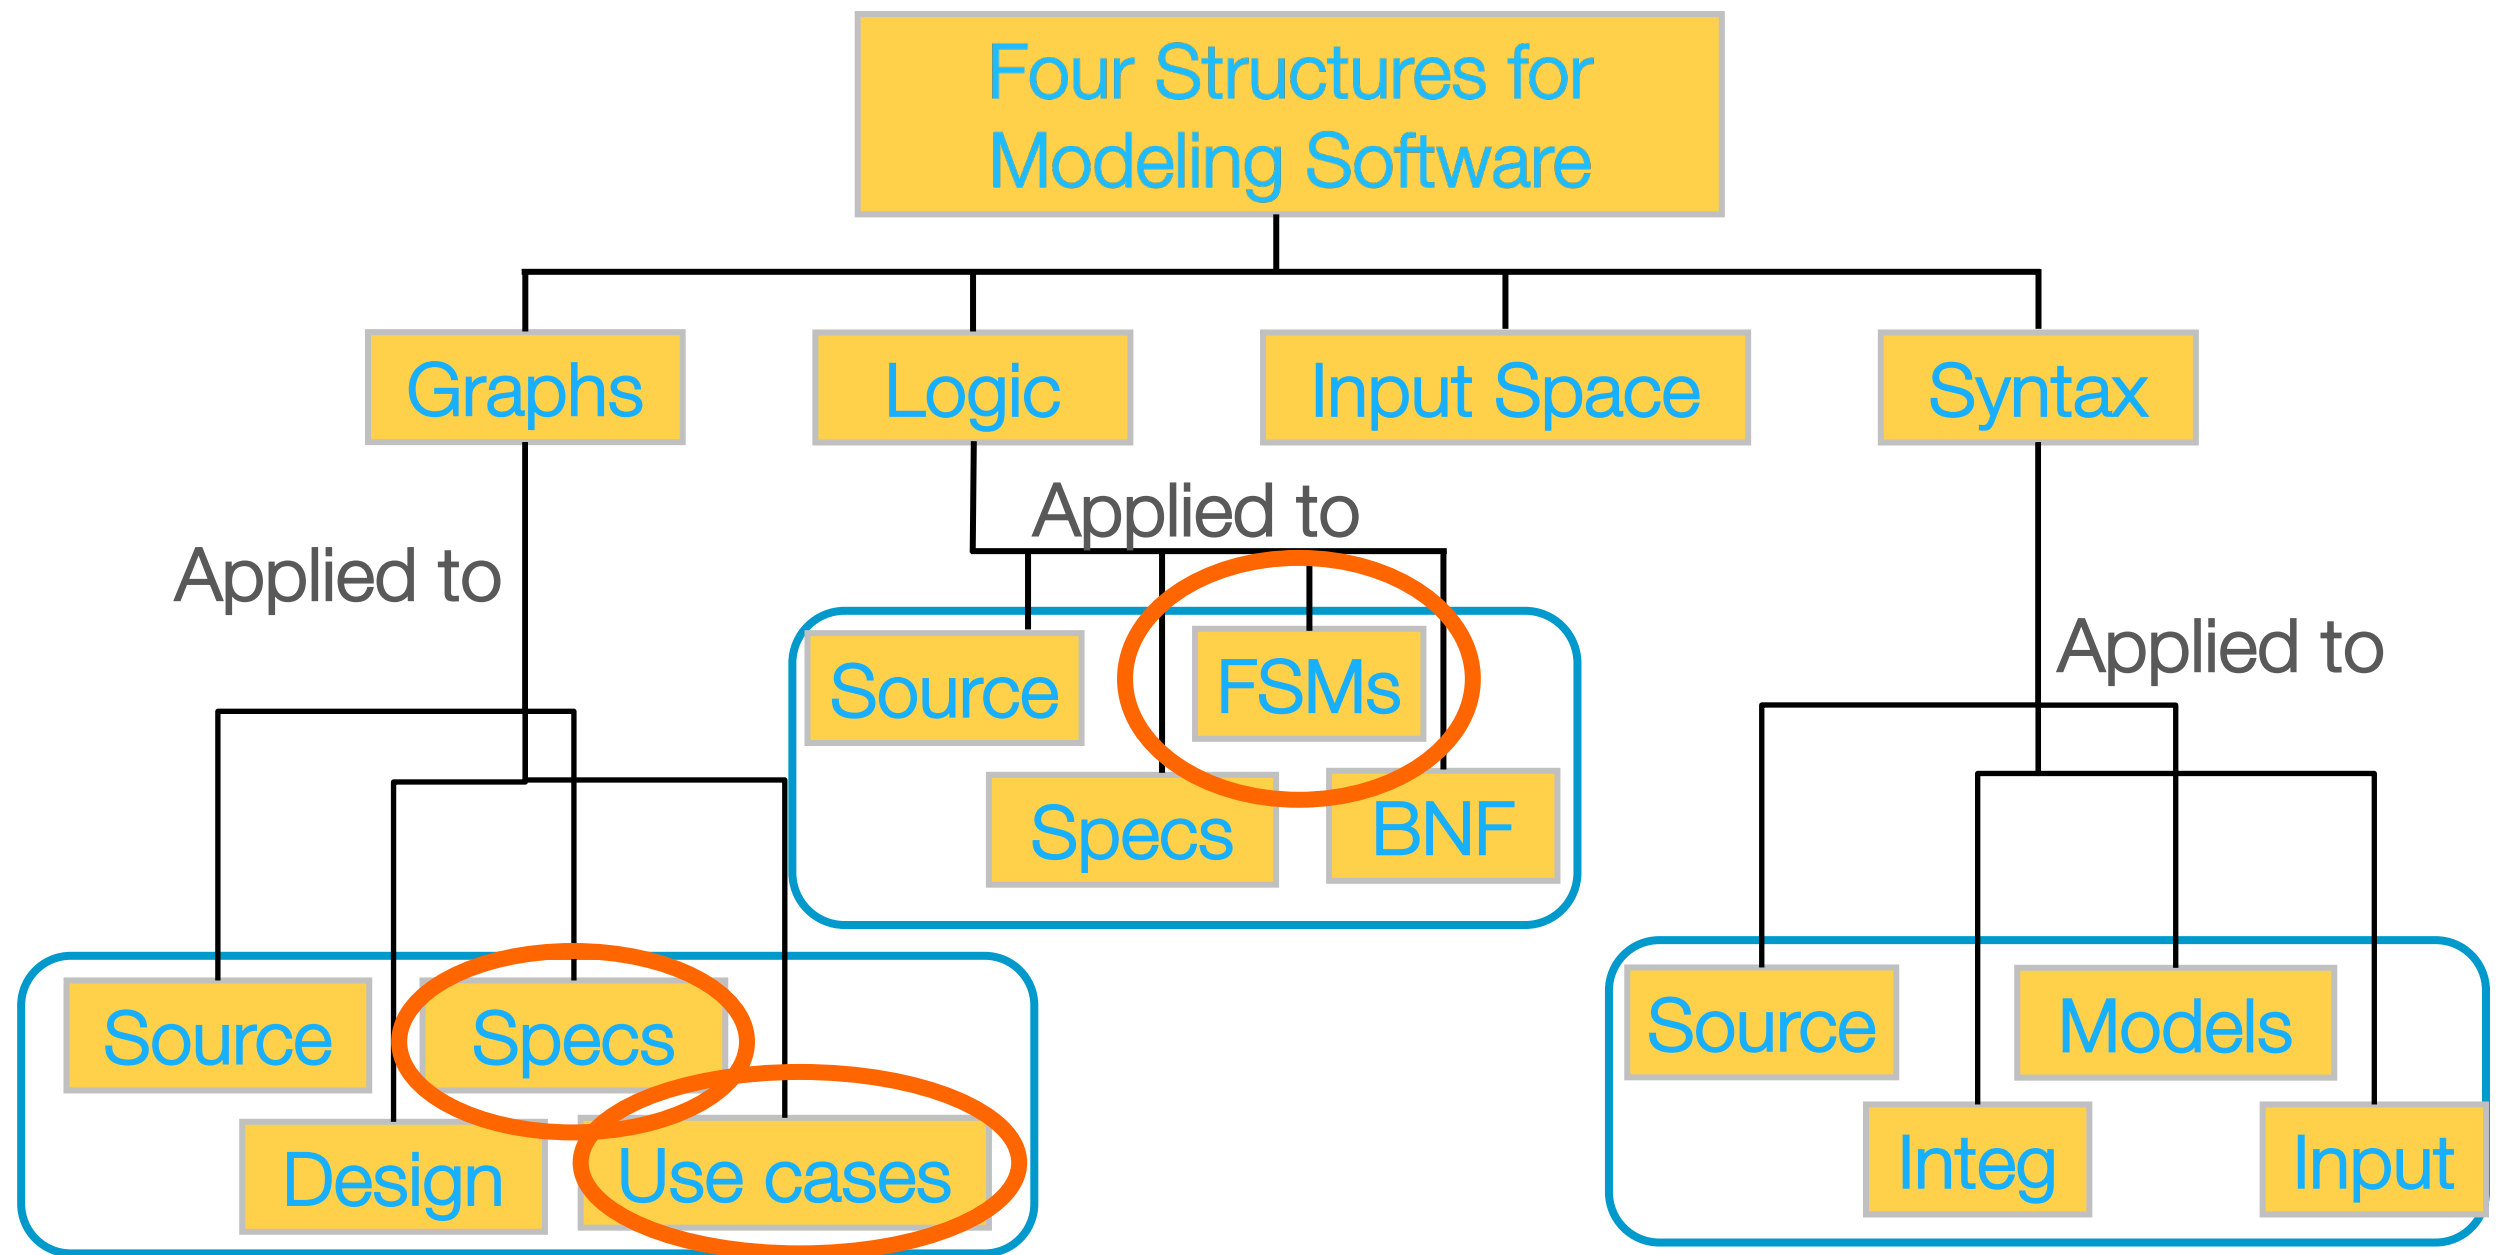 Four Structures for
Modeling Software
Graphs
Logic
Input Space
Syntax
Applied to
Applied to
Applied to
Source
FSMs
Specs
BNF
Source
Specs
Design
Use cases
Source
Models
Integ
Input